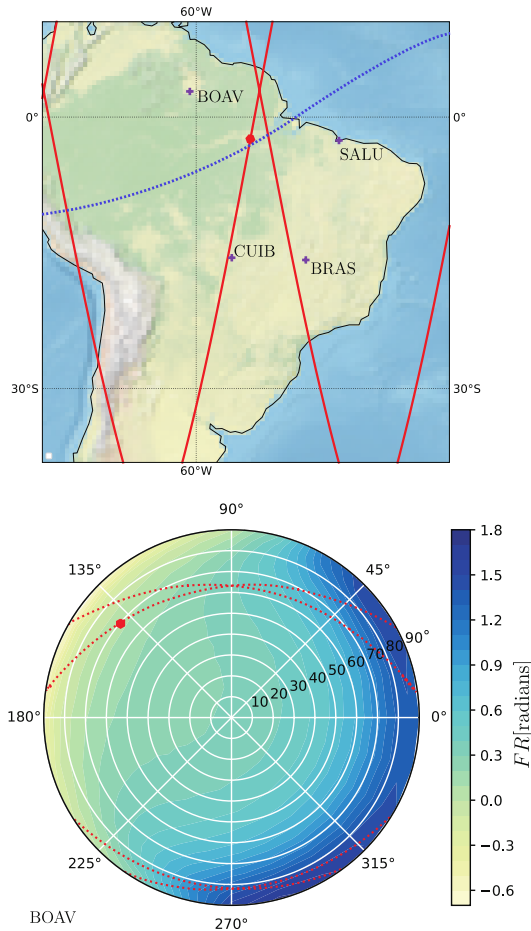 60°W
BOAV
0° 0°
SALU
CUIB
BRAS
30°S 30°S
60°W
90°
135° 45°
180° 0°
10 20 30 40 50 60 70 80 90°
225° 315°
270°
BOAV
1.8
1.5
1.2
0.9
0.6
0.3
0.0
−0.3
−0.6
FR[radians]